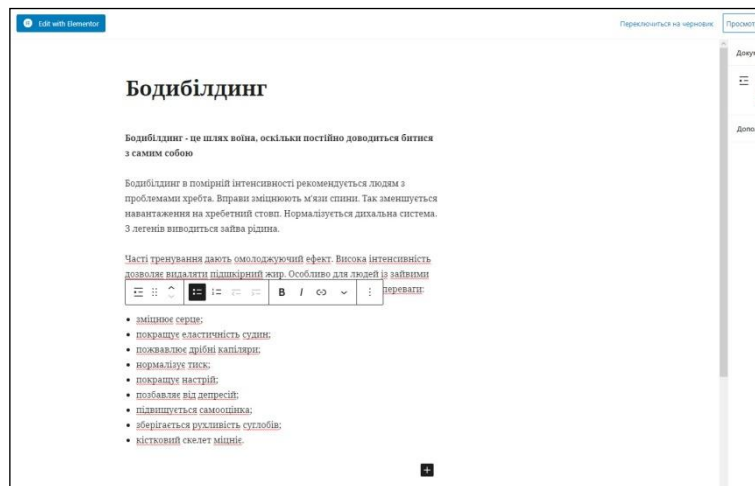 Edit with Elementor
Переключиться на черновик
Просмот
Доку
Допо
Бодибілдинг
Бодибілдинг - це шлях воїна, оскільки постійно доводиться битися
з самим собою
Бодибілдинг в помірній інтенсивності рекомендується людям з
проблемами хребта. Вправи зміцнюють м'язи спини. Так зменшується
навантаження на хребетний стовп. Нормалізується дихальна система.
З легенів виводиться зайва рідина.
Часті тренування дають омолоджуючий ефект. Висока інтенсивність
дозволяє видаляти підшкірний жир. Особливо для людей із зайвими
переваги:
B I
• зміцнює серце;
• покращує еластичність судин;
• пожвавлює дрібні капіляри;
• нормалізує тиск;
• покращує настрій;
• позбавляє від депресій;
• підвищується самооцінка;
• зберігається рухливість суглобів;
• кістковий скелет міцніє.